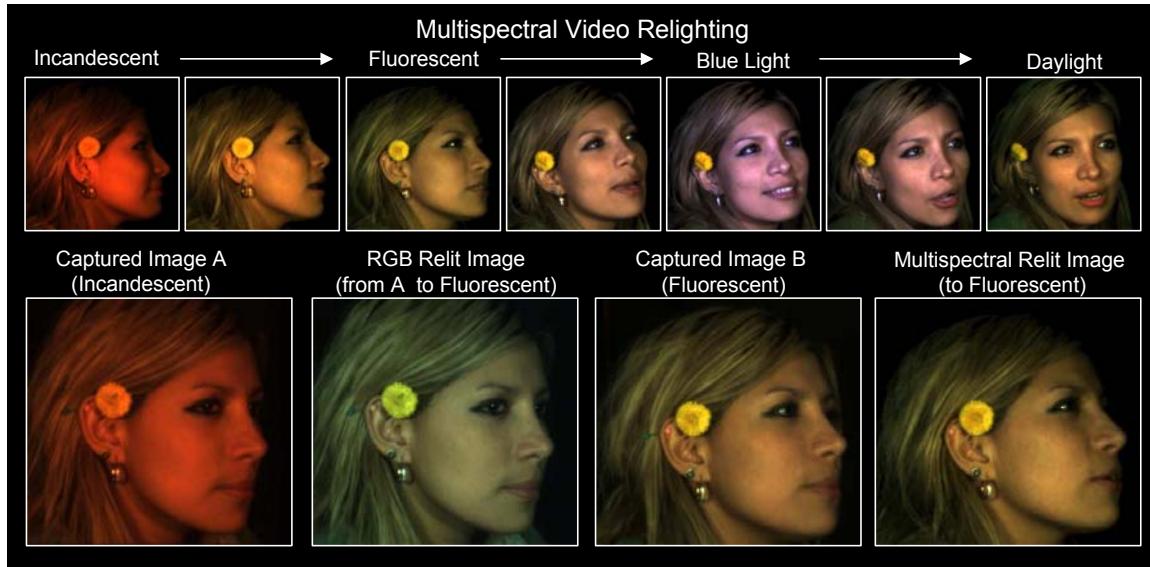 Multispectral Video Relighting
Incandescent Fluorescent Blue Light Daylight
Captured Image A
(Incandescent)
RGB Relit Image
(from A to Fluorescent)
Captured Image B
(Fluorescent)
Multispectral Relit Image
(to Fluorescent)